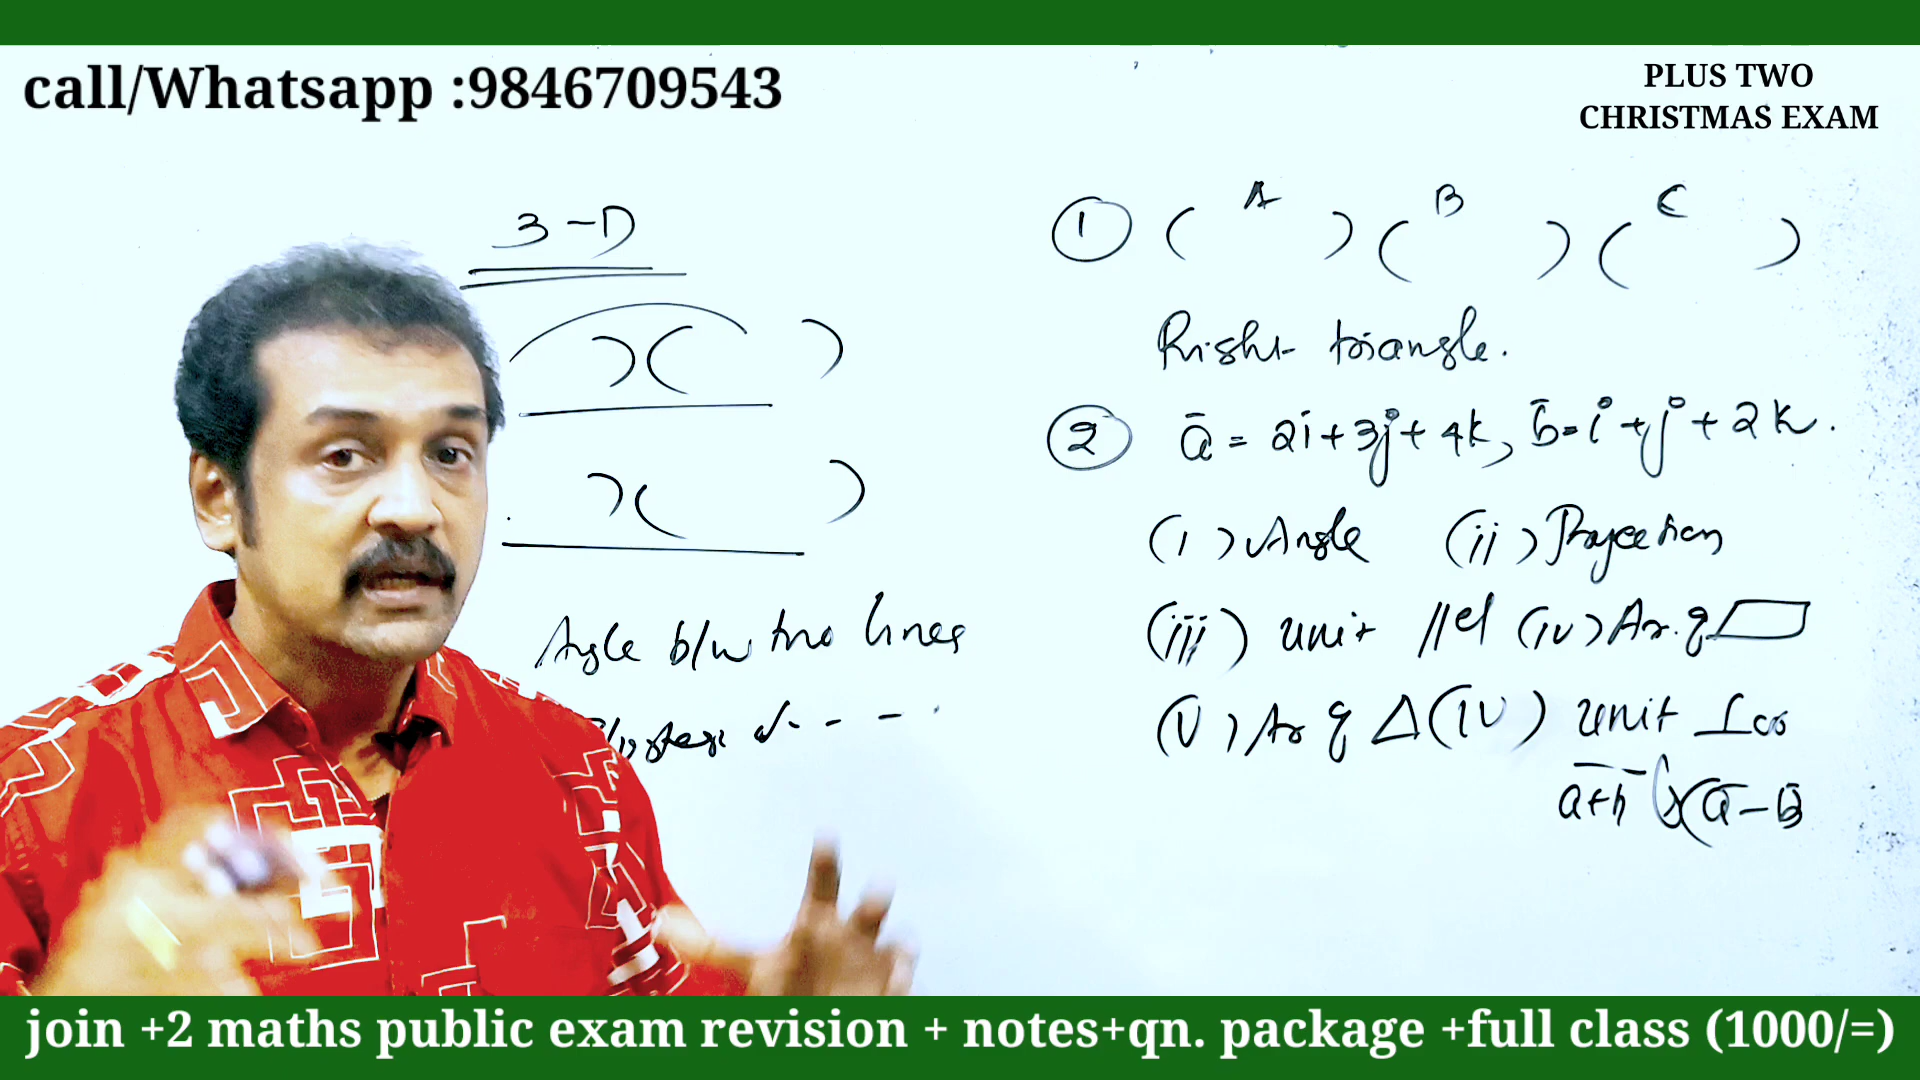 call/Whatsapp :9846709543
PLUS TWO
CHRISTMAS EXAM
3-D
) ( )
) ( )
Angle b/w two lines
① ( A ) ( B ) ( C )
Right triangle.
② a̅ = 2i+3j+4k, b̅=i+j+2k.
(i) Angle (ii) Projection
(iii) unit //el (iv) Ar. of ▱
(V) Ar of Δ (IV) unit ⊥
a̅+b̅ ) x (a̅-b̅
join +2 maths public exam revision + notes+qn. package +full class (1000/=)